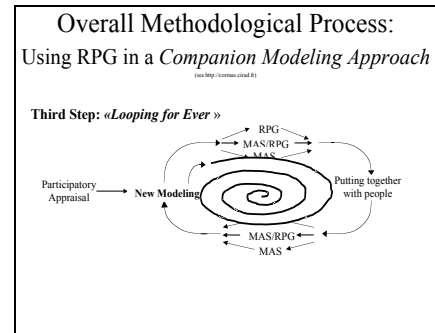 Overall Methodological Process:
Using RPG in a Companion Modeling Approach
(see http://cormas.cirad.fr)
Third Step: «Looping for Ever »
RPG
MAS/RPG
MAS
Participatory
Appraisal
New Modeling
Putting together
with people
MAS/RPG
MAS